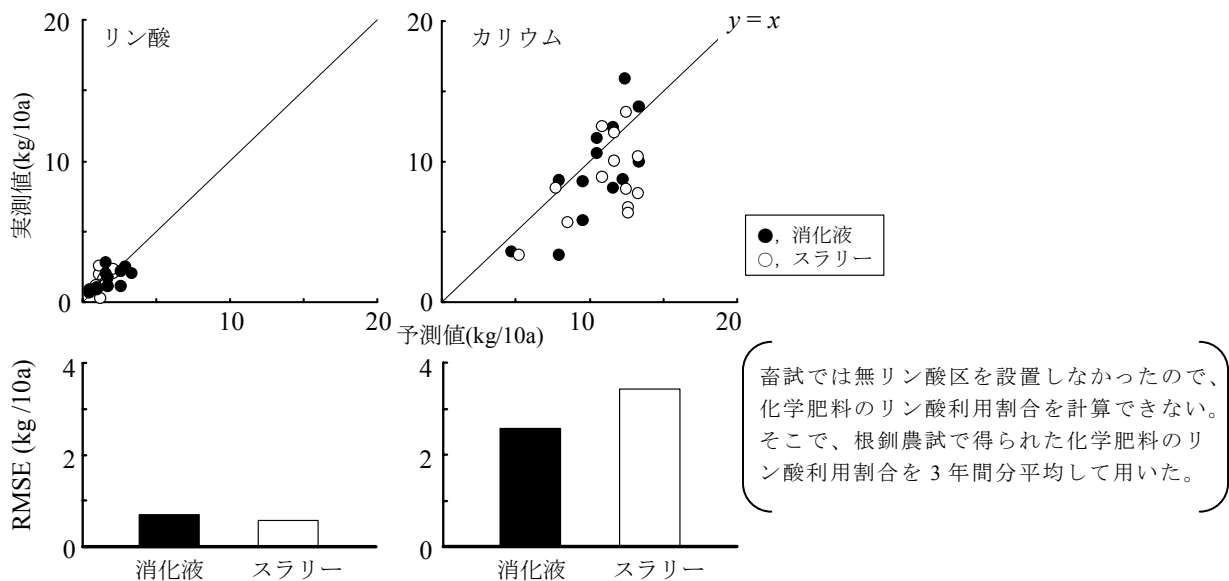 20
リン酸
10
0
実測値(kg/10a)
10
20
20
カリウム
y = x
10
0
10
20
予測値(kg/10a)
●, 消化液
○, スラリー
4
2
0
RMSE (kg /10a)
消化液
スラリー
4
2
0
消化液
スラリー
畜試では無リン酸区を設置しなかったので、
化学肥料のリン酸利用割合を計算できない。
そこで、根釧農試で得られた化学肥料のリ
ン酸利用割合を 3 年間分平均して用いた。